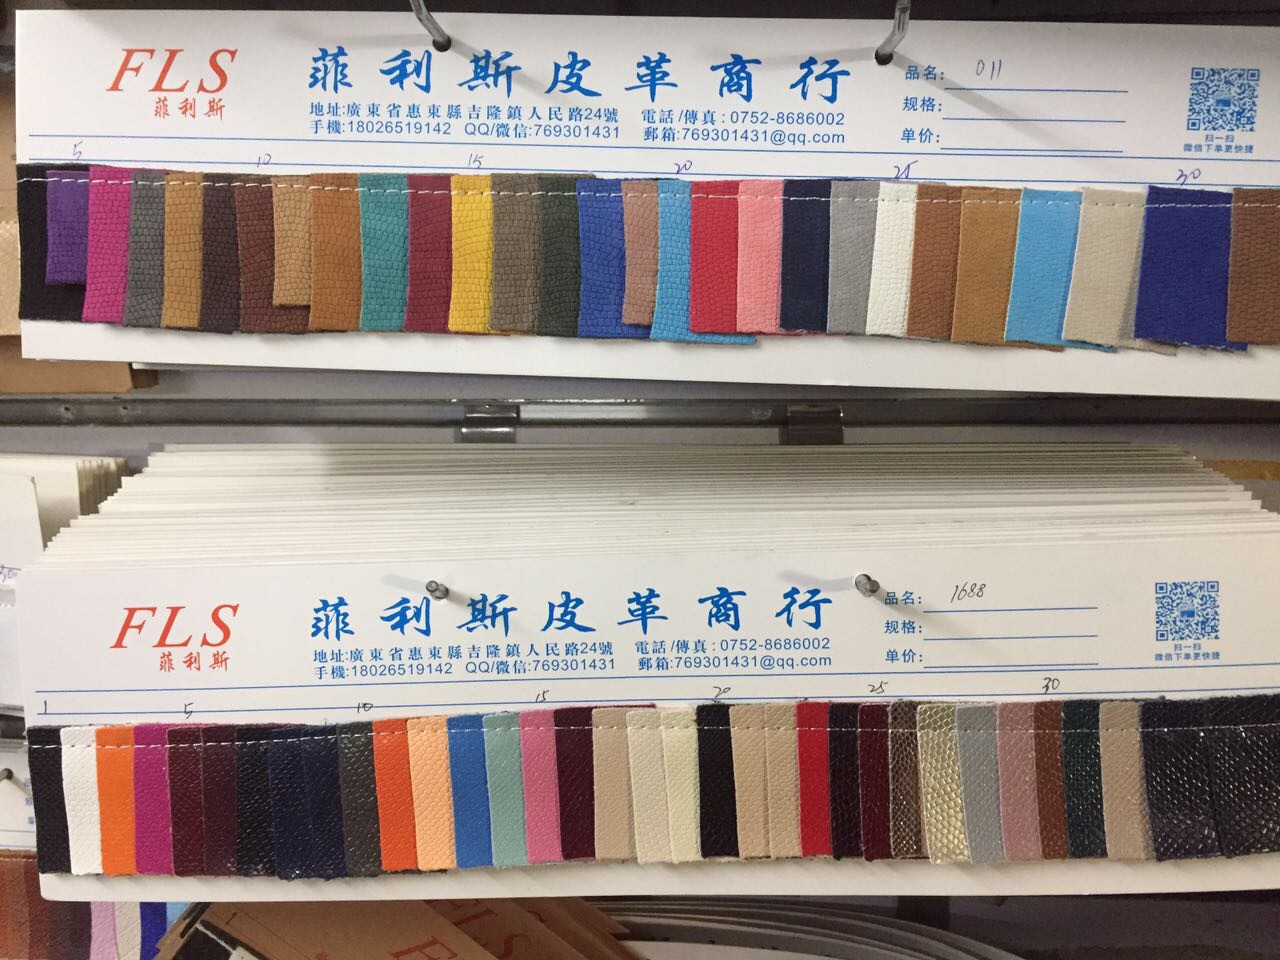 FLS
菲利斯
菲利斯皮革商行
地址:廣東省惠東縣吉隆鎮人民路24號 電話/傳真:0752-8686002
手機:18026519142 QQ/微信:769301431 郵箱:769301431@qq.com
品名: 011
规格:
单价:
扫一扫
微信下单更快捷
5 10 15 20 25 30
FLS
菲利斯
菲利斯皮革商行
地址:廣東省惠東縣吉隆鎮人民路24號 電話/傳真:0752-8686002
手機:18026519142 QQ/微信:769301431 郵箱:769301431@qq.com
品名: 1688
规格:
单价:
扫一扫
微信下单更快捷
1 5 10 15 20 25 30
FLS